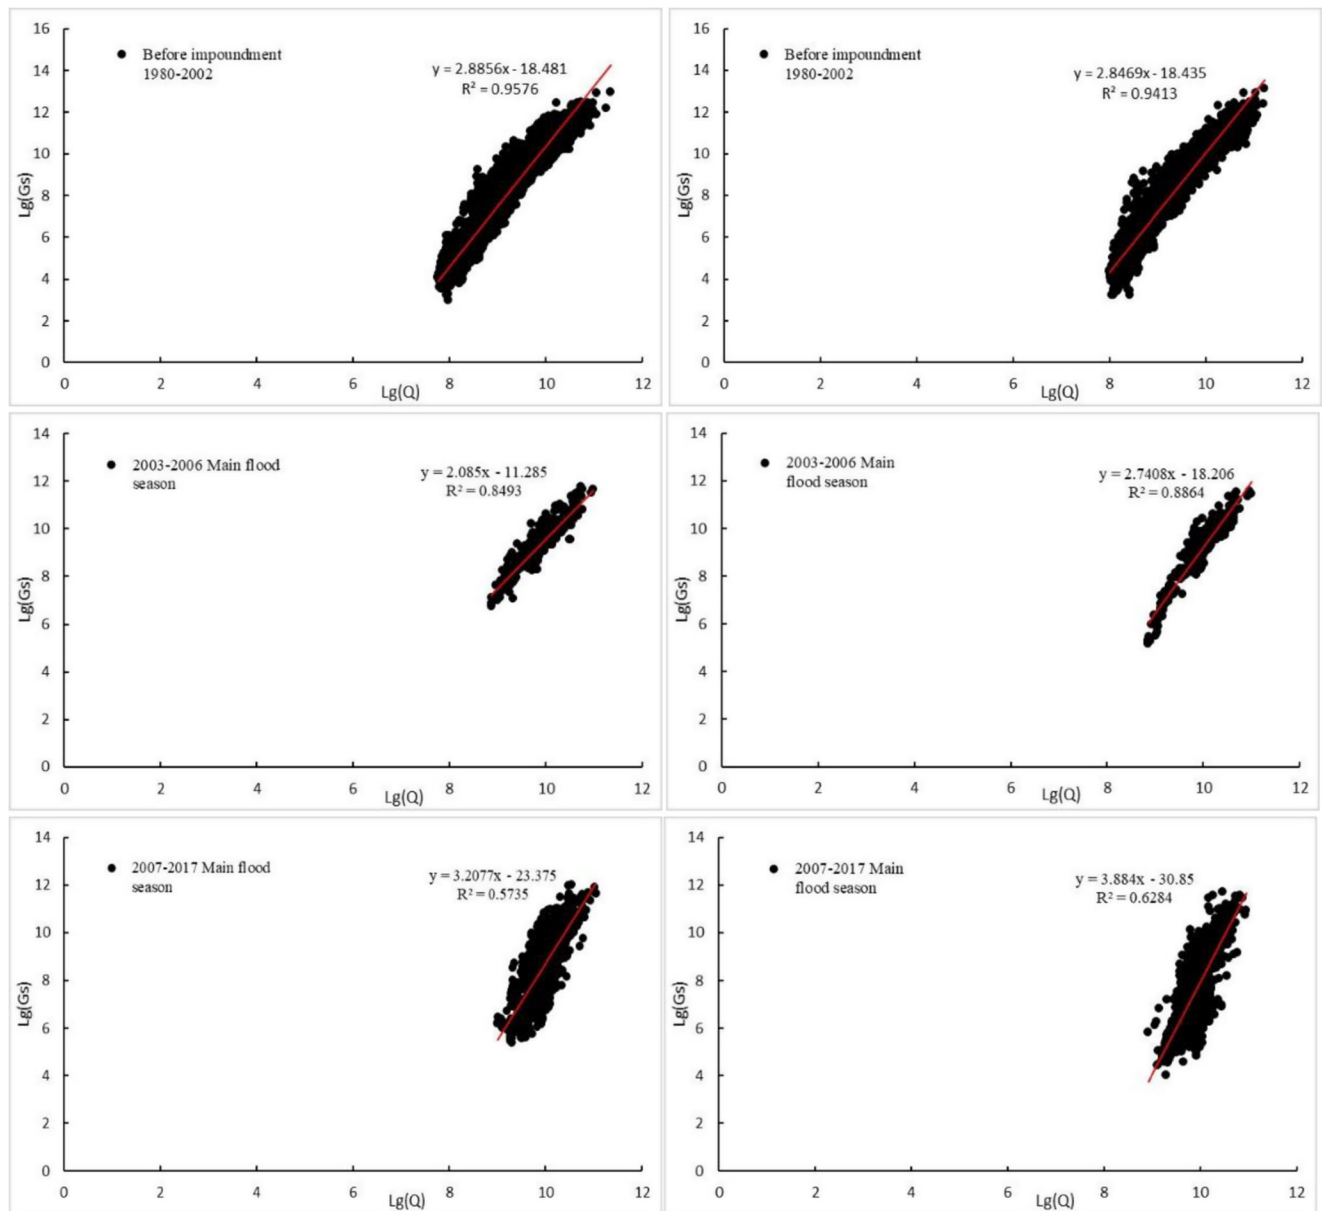 16
14
12
10
8
6
4
2
0
Lg(Gs)
Before impoundment
1980-2002
y = 2.8856x - 18.481
R² = 0.9576
0 2 4 6 8 10 12
Lg(Q)
16
14
12
10
8
6
4
2
0
Lg(Gs)
Before impoundment
1980-2002
y = 2.8469x - 18.435
R² = 0.9413
0 2 4 6 8 10 12
Lg(Q)
14
12
10
8
6
4
2
0
Lg(Gs)
2003-2006 Main flood
season
y = 2.085x - 11.285
R² = 0.8493
0 2 4 6 8 10 12
Lg(Q)
14
12
10
8
6
4
2
0
Lg(Gs)
2003-2006 Main
flood season
y = 2.7408x - 18.206
R² = 0.8864
0 2 4 6 8 10 12
Lg(Q)
14
12
10
8
6
4
2
0
Lg(Gs)
2007-2017 Main flood
season
y = 3.2077x - 23.375
R² = 0.5735
0 2 4 6 8 10 12
Lg(Q)
14
12
10
8
6
4
2
0
Lg(Gs)
2007-2017 Main
flood season
y = 3.884x - 30.85
R² = 0.6284
0 2 4 6 8 10 12
Lg(Q)